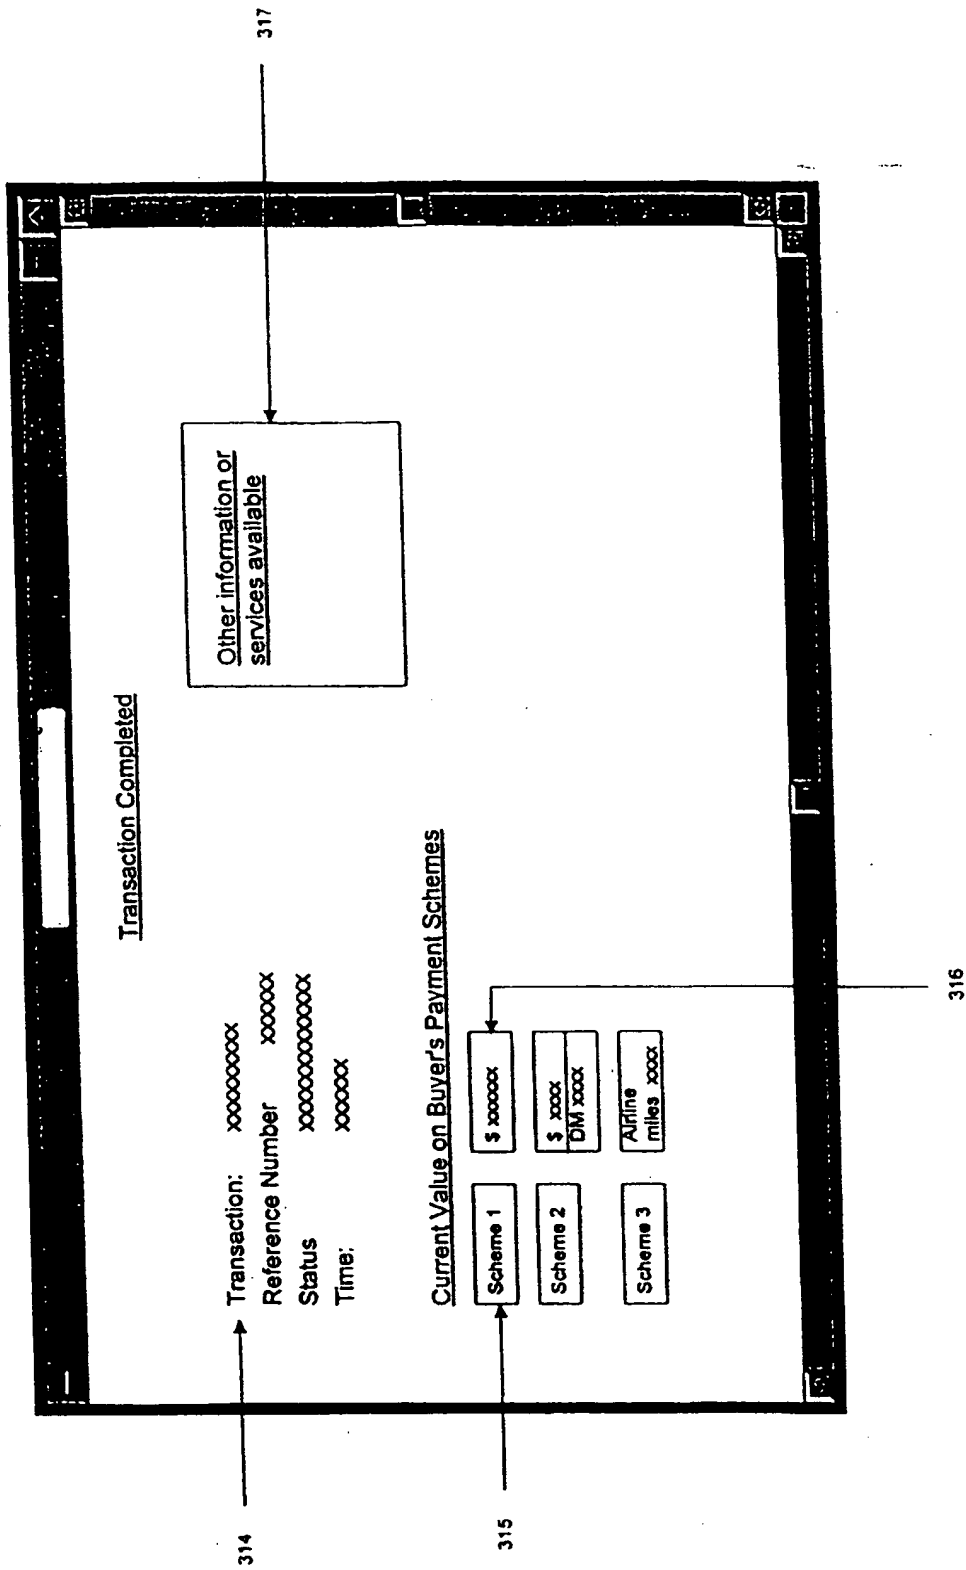 Transaction Completed
Transaction: xxxxxxxxx
Reference Number xxxxxx
Status xxxxxxxxxxxxx
Time: xxxxxx
Other information or
services available
Current Value on Buyer's Payment Schemes
Scheme 1 $ xxxxxx
Scheme 2 $ xxxx
DM xxxx
Scheme 3 Airline
miles xxxx
314
315
316
317